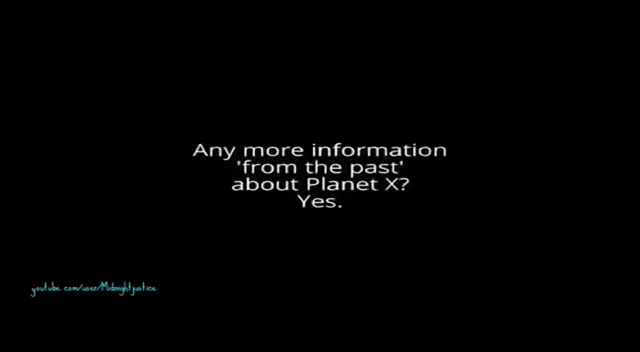 Any more information
'from the past'
about Planet X?
Yes.
youtube.com/user/Midnightjustice